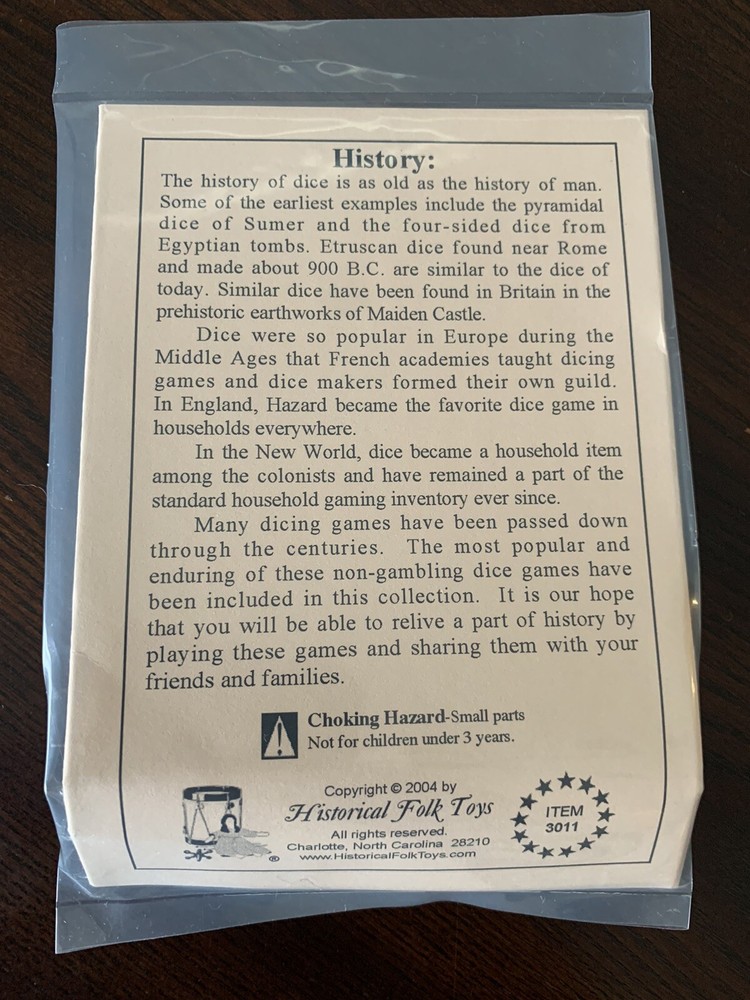 History:
The history of dice is as old as the history of man.
Some of the earliest examples include the pyramidal
dice of Sumer and the four-sided dice from
Egyptian tombs. Etruscan dice found near Rome
and made about 900 B.C. are similar to the dice of
today. Similar dice have been found in Britain in the
prehistoric earthworks of Maiden Castle.
Dice were so popular in Europe during the
Middle Ages that French academies taught dicing
games and dice makers formed their own guild.
In England, Hazard became the favorite dice game in
households everywhere.
In the New World, dice became a household item
among the colonists and have remained a part of the
standard household gaming inventory ever since.
Many dicing games have been passed down
through the centuries. The most popular and
enduring of these non-gambling dice games have
been included in this collection. It is our hope
that you will be able to relive a part of history by
playing these games and sharing them with your
friends and families.
Choking Hazard-Small parts
Not for children under 3 years.
Copyright © 2004 by
Historical Folk Toys
All rights reserved.
Charlotte, North Carolina 28210
www.HistoricalFolkToys.com
®
ITEM
3011